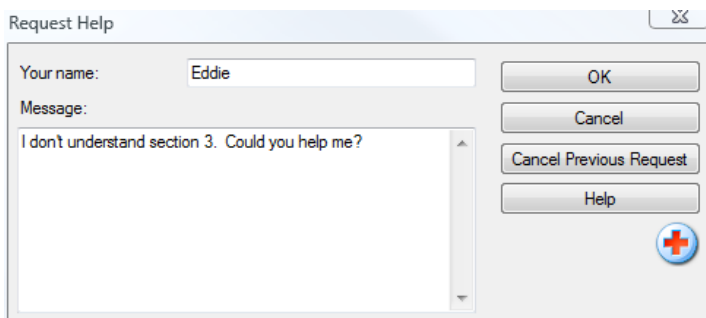 Request Help
Your name:
Eddie
Message:
I don't understand section 3.  Could you help me?
OK
Cancel
Cancel Previous Request
Help